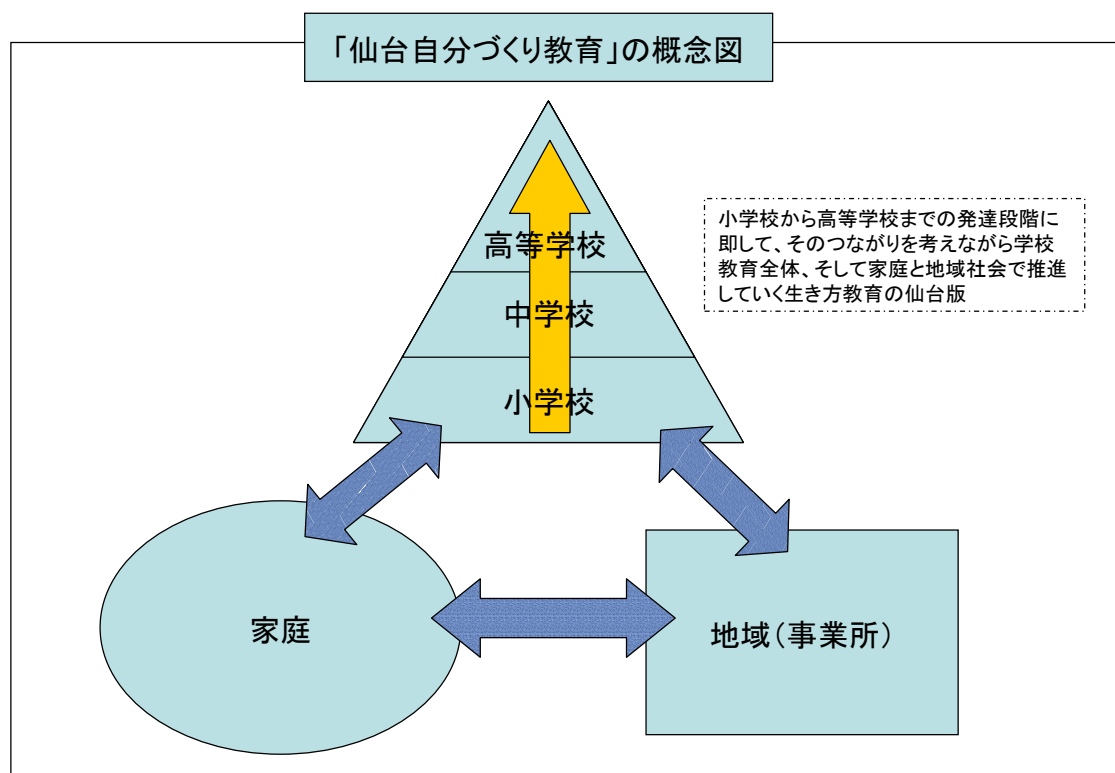 「仙台自分づくり教育」の概念図
小学校から高等学校までの発達段階に
即して、そのつながりを考えながら学校
教育全体、そして家庭と地域社会で推進
していく生き方教育の仙台版
高等学校
中学校
小学校
家庭
地域（事業所）